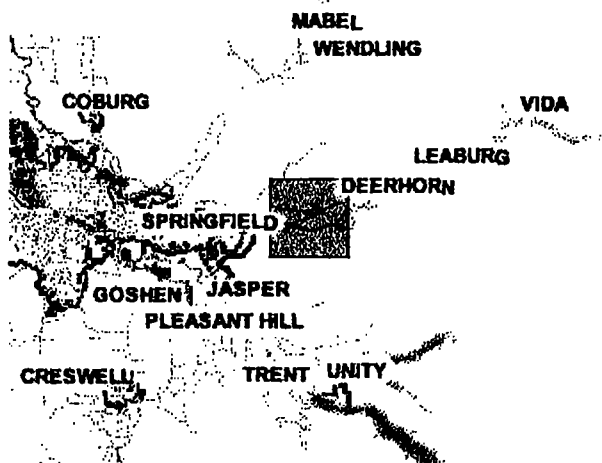 MABEL
WENDLING
COBURG
VIDA
LEABURG
DEERHORN
SPRINGFIELD
GOSHEN
JASPER
PLEASANT HILL
CRESWELL
TRENT
UNITY